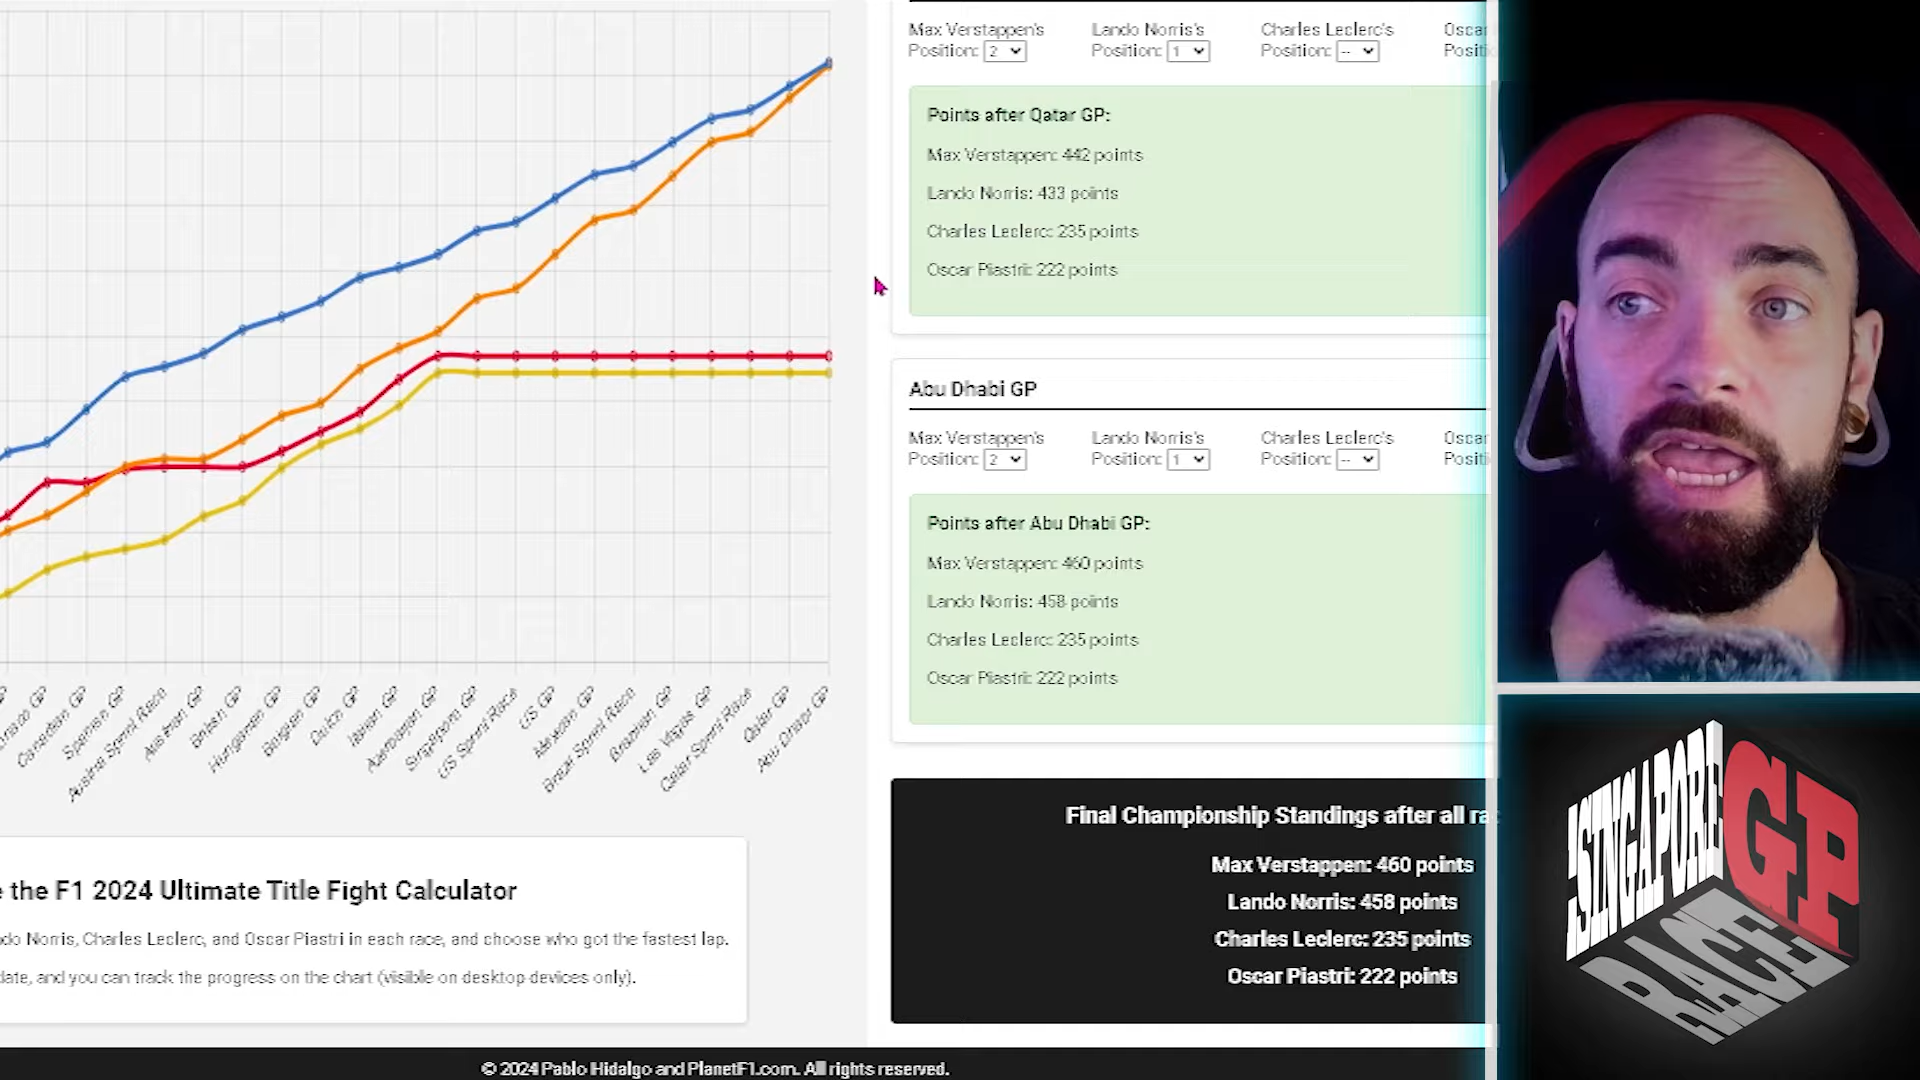 Max Verstappen's Lando Norris's Charles Leclerc's Oscar
Position: 2 Position: 1 Position: -- Positi
Points after Qatar GP:
Max Verstappen: 442 points
Lando Norris: 433 points
Charles Leclerc: 235 points
Oscar Piastri: 222 points
Abu Dhabi GP
Max Verstappen's Lando Norris's Charles Leclerc's Oscar
Position: 2 Position: 1 Position: -- Positi
Points after Abu Dhabi GP:
Max Verstappen: 460 points
Lando Norris: 458 points
Charles Leclerc: 235 points
Oscar Piastri: 222 points
Final Championship Standings after all ra
Max Verstappen: 460 points
Lando Norris: 458 points
Charles Leclerc: 235 points
Oscar Piastri: 222 points
naco GP
Canadian GP
Spanish GP
Austria Sprint Race
Austrian GP
British GP
Hungarian GP
Belgian GP
Dutch GP
Italian GP
Azerbaijan GP
Singapore GP
US Sprint Race
US GP
Mexican GP
Brazil Sprint Race
Brazilian GP
Las Vegas GP
Qatar Sprint Race
Qatar GP
Abu Dhabi GP
e the F1 2024 Ultimate Title Fight Calculator
do Norris, Charles Leclerc, and Oscar Piastri in each race, and choose who got the fastest lap.
date, and you can track the progress on the chart (visible on desktop devices only).
© 2024 Pablo Hidalgo and PlanetF1.com. All rights reserved.
SINGAPORE
GP
RACE